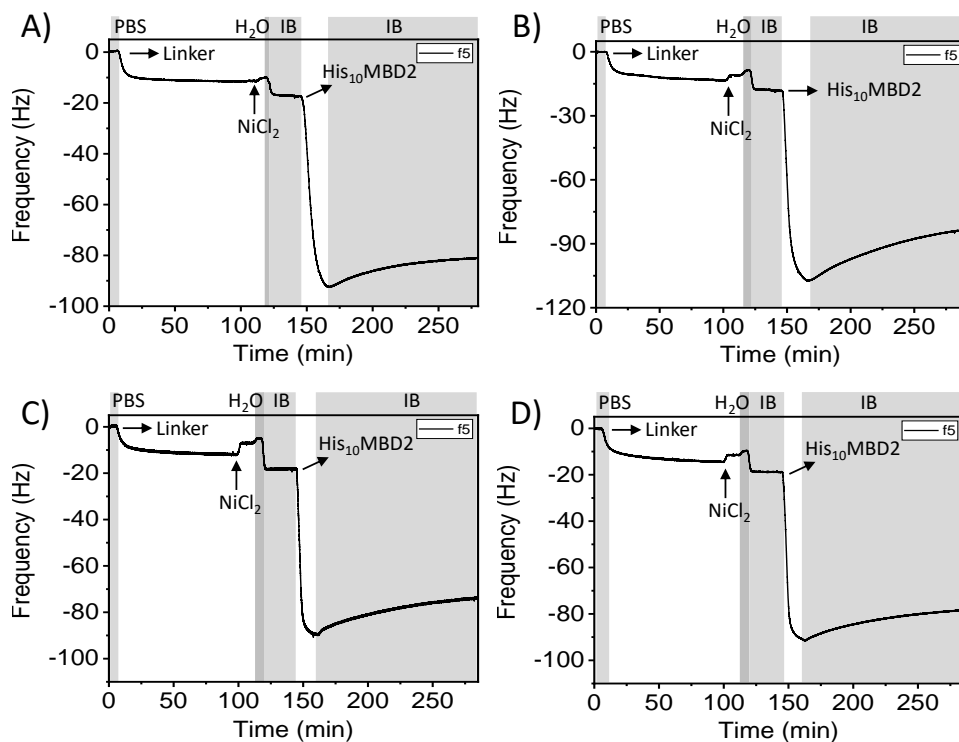 A)
PBS
H₂O
IB
IB
Linker
f5
His₁₀MBD2
NiCl₂
0
-20
-40
-60
-80
-100
Frequency (Hz)
0 50 100 150 200 250
Time (min)
B)
PBS
H₂O
IB
IB
Linker
f5
His₁₀MBD2
NiCl₂
0
-30
-60
-90
-120
Frequency (Hz)
0 50 100 150 200 250
Time (min)
C)
PBS
H₂O
IB
IB
Linker
f5
His₁₀MBD2
NiCl₂
0
-20
-40
-60
-80
-100
Frequency (Hz)
0 50 100 150 200 250
Time (min)
D)
PBS
H₂O
IB
IB
Linker
f5
His₁₀MBD2
NiCl₂
0
-20
-40
-60
-80
-100
Frequency (Hz)
0 50 100 150 200 250
Time (min)